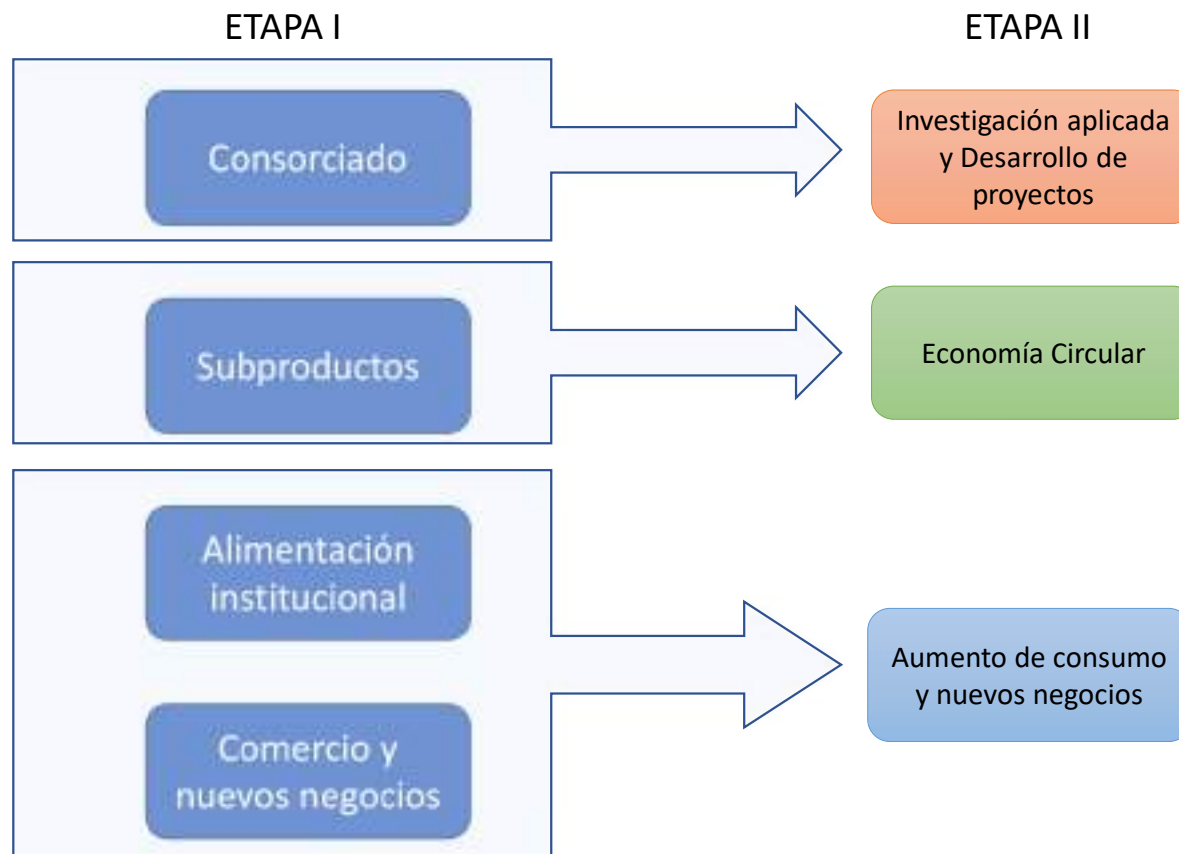 ETAPA I
ETAPA II
Consorciado
Investigación aplicada
y Desarrollo de
proyectos
Subproductos
Economía Circular
Alimentación
institucional
Aumento de consumo
y nuevos negocios
Comercio y
nuevos negocios